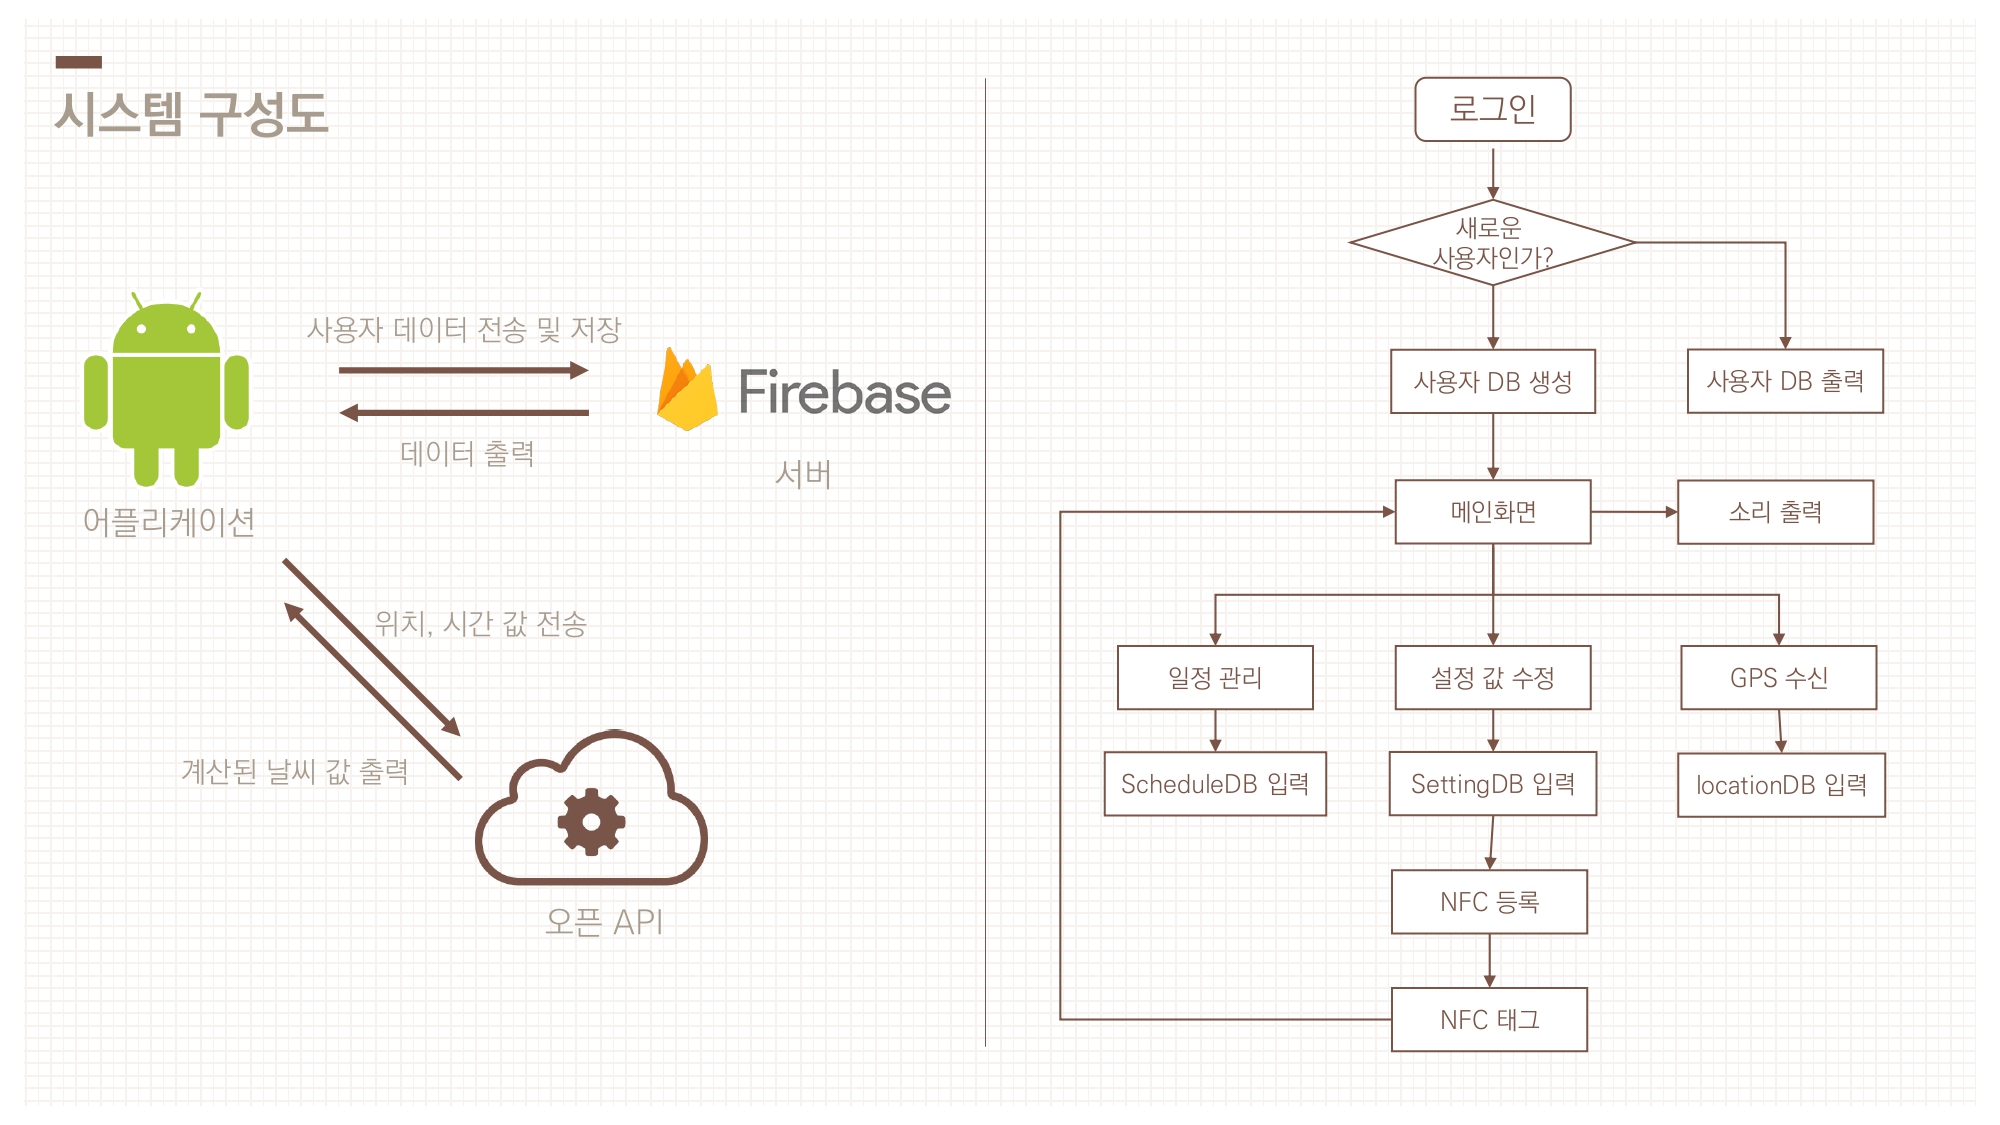 시스템 구성도
사용자 데이터 전송 및 저장
Firebase
데이터 출력
서버
어플리케이션
위치, 시간 값 전송
계산된 날씨 값 출력
오픈 API
로그인
새로운
사용자인가?
사용자 DB 생성
사용자 DB 출력
메인화면
소리 출력
일정 관리
설정 값 수정
GPS 수신
ScheduleDB 입력
SettingDB 입력
locationDB 입력
NFC 등록
NFC 태그